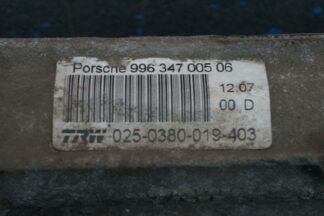 Porsche 996 347 005 06
12 07
00 D
TRW 025-0380-019-403